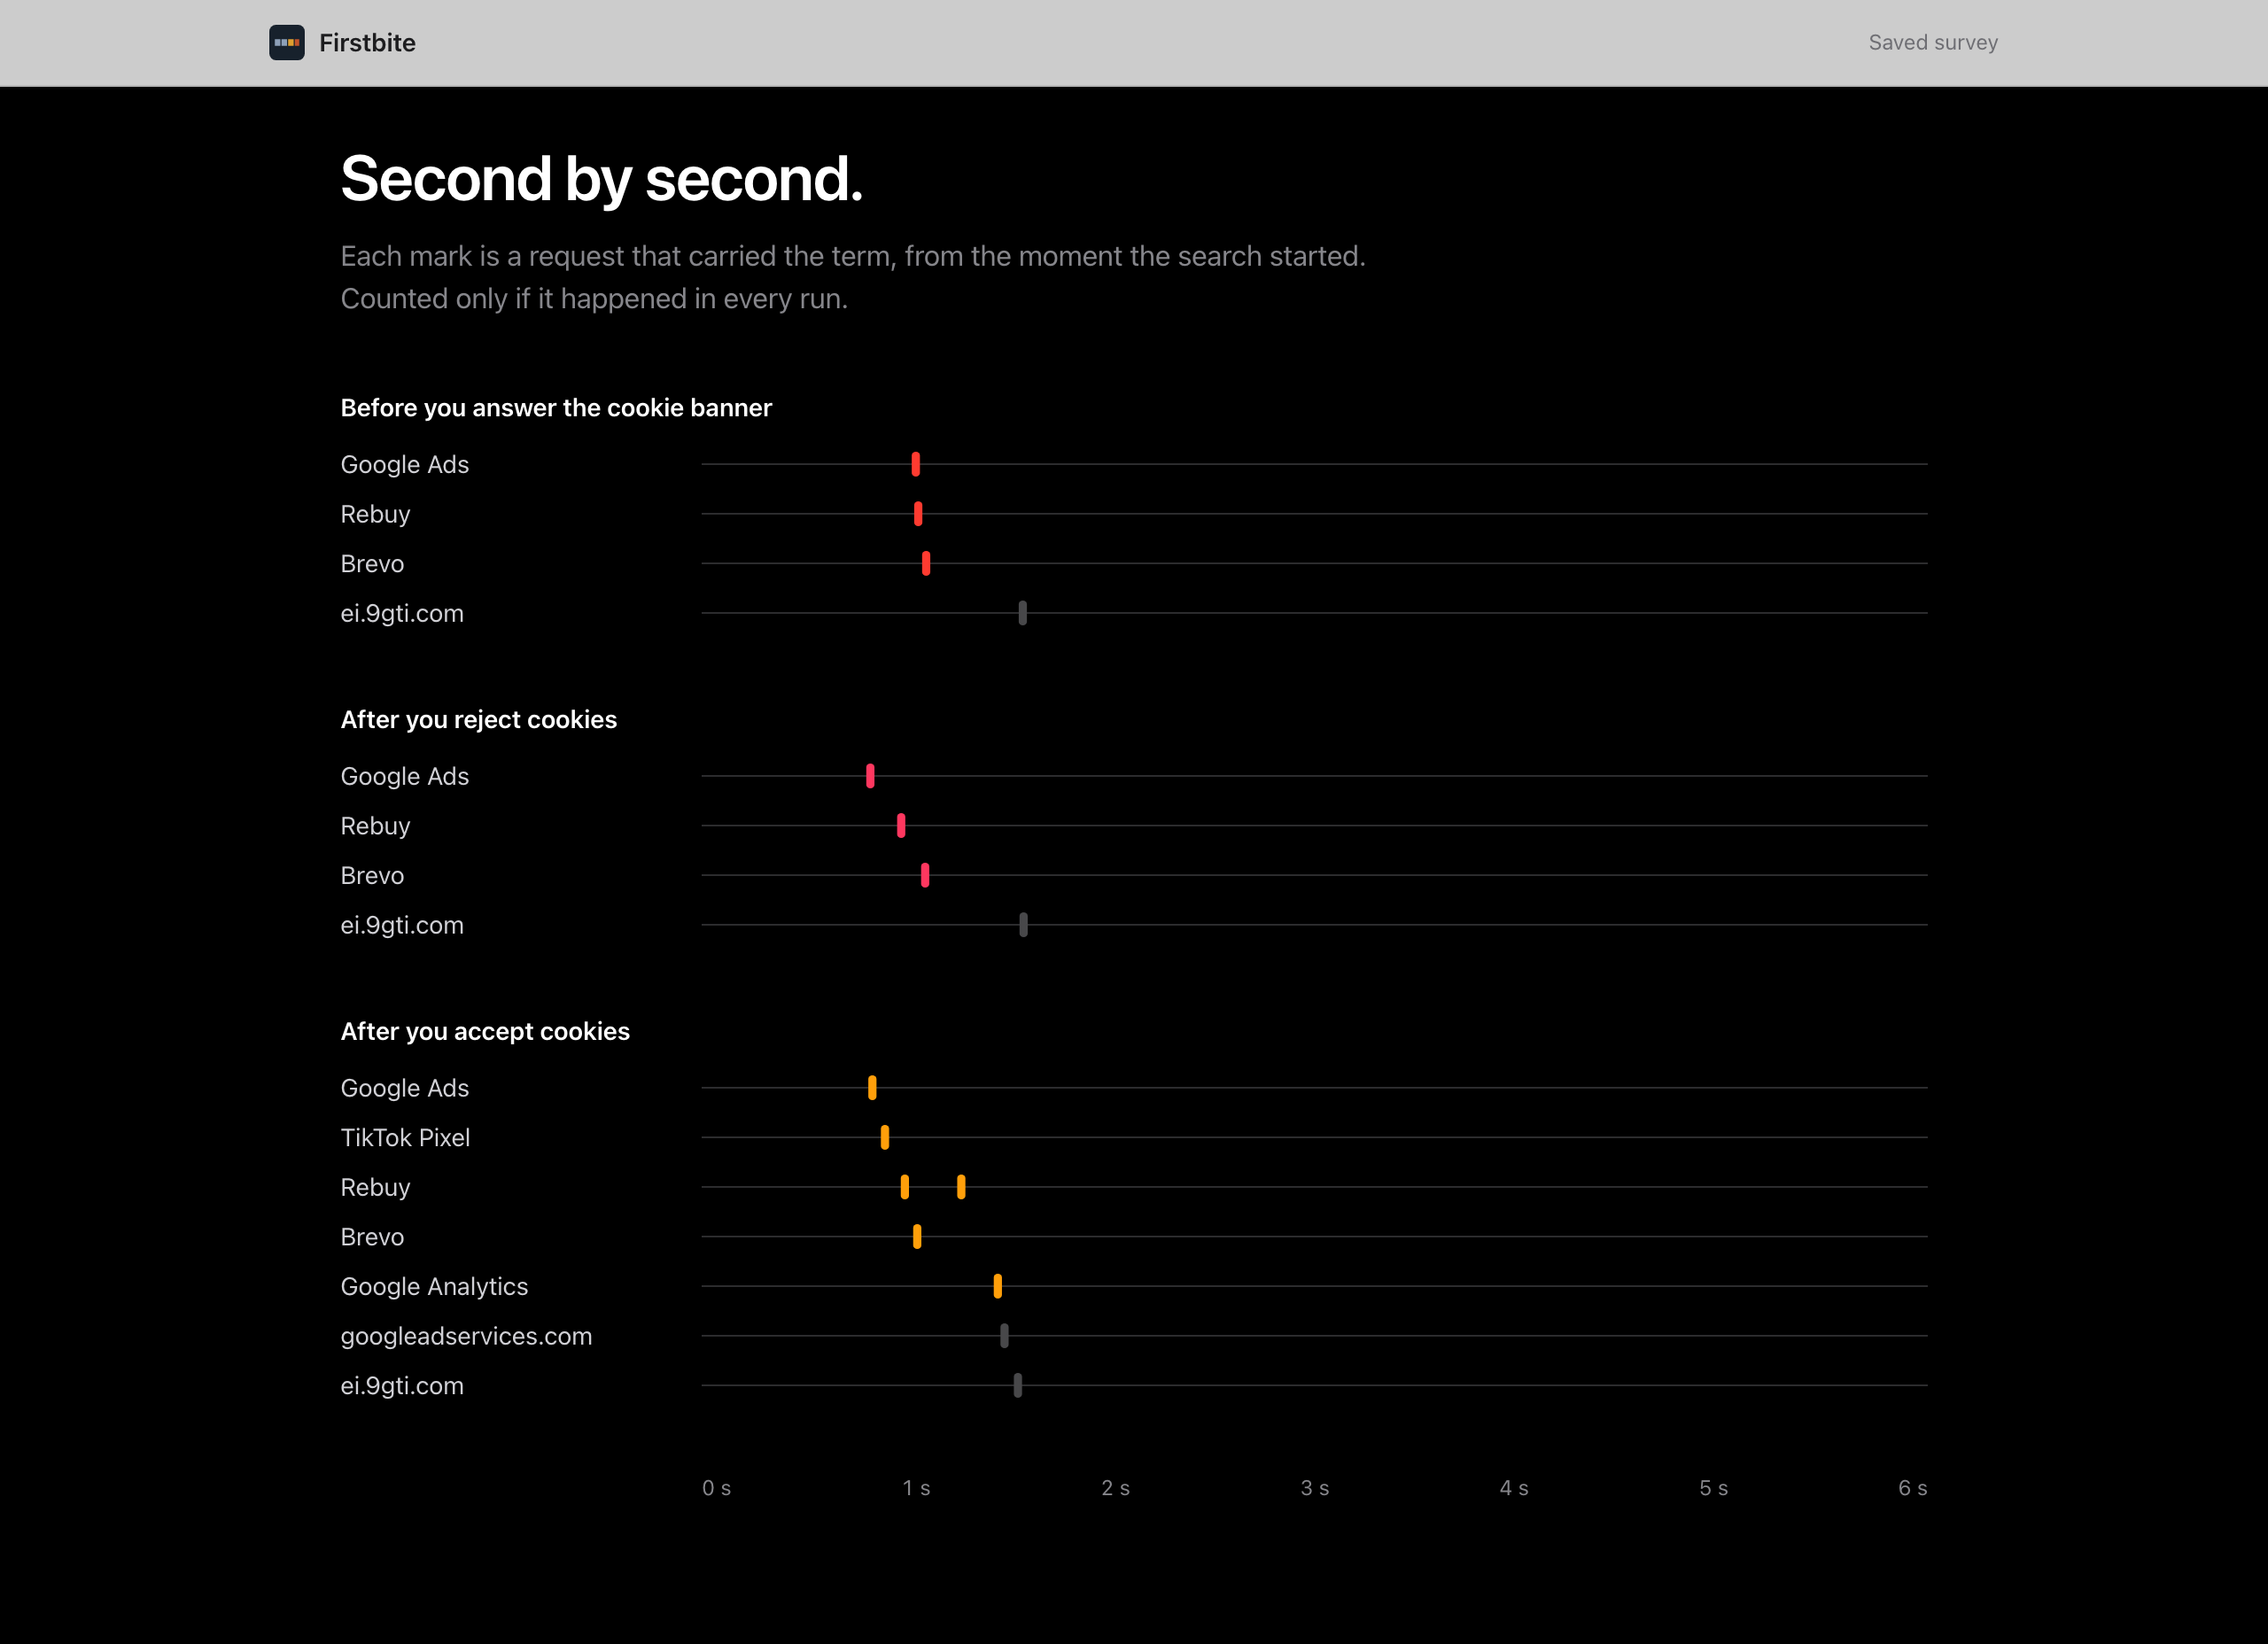 Firstbite
Saved survey
Second by second.
Each mark is a request that carried the term, from the moment the search started.
Counted only if it happened in every run.
Before you answer the cookie banner
Google Ads
Rebuy
Brevo
ei.9gti.com
After you reject cookies
Google Ads
Rebuy
Brevo
ei.9gti.com
After you accept cookies
Google Ads
TikTok Pixel
Rebuy
Brevo
Google Analytics
googleadservices.com
ei.9gti.com
0 s 1 s 2 s 3 s 4 s 5 s 6 s